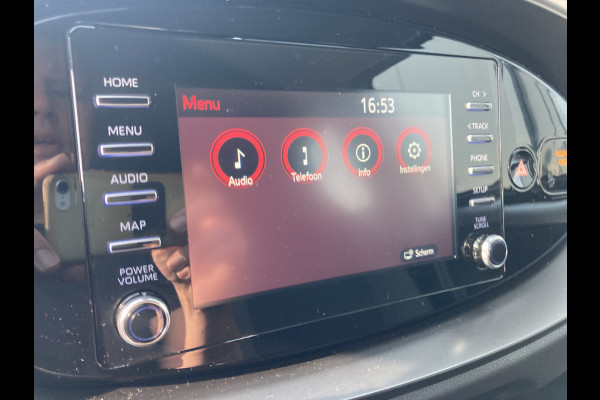 HOME
MENU
AUDIO
MAP
POWER
VOLUME
Menu
16:53
Audio
Telefoon
Info
Instellingen
Scherm
CH >
< TRACK
PHONE
SETUP
TUNE
SCROLL